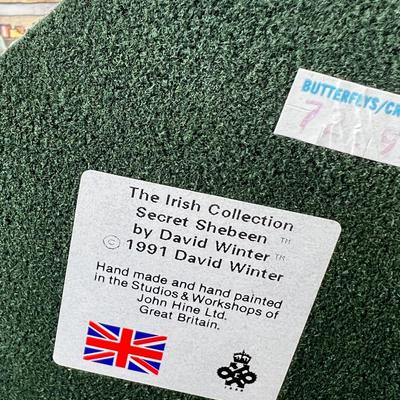 BUTTERFLYS/CR
The Irish Collection
Secret Shebeen ™
by David Winter ™
© 1991 David Winter
Hand made and hand painted
in the Studios & Workshops of
John Hine Ltd.
Great Britain.